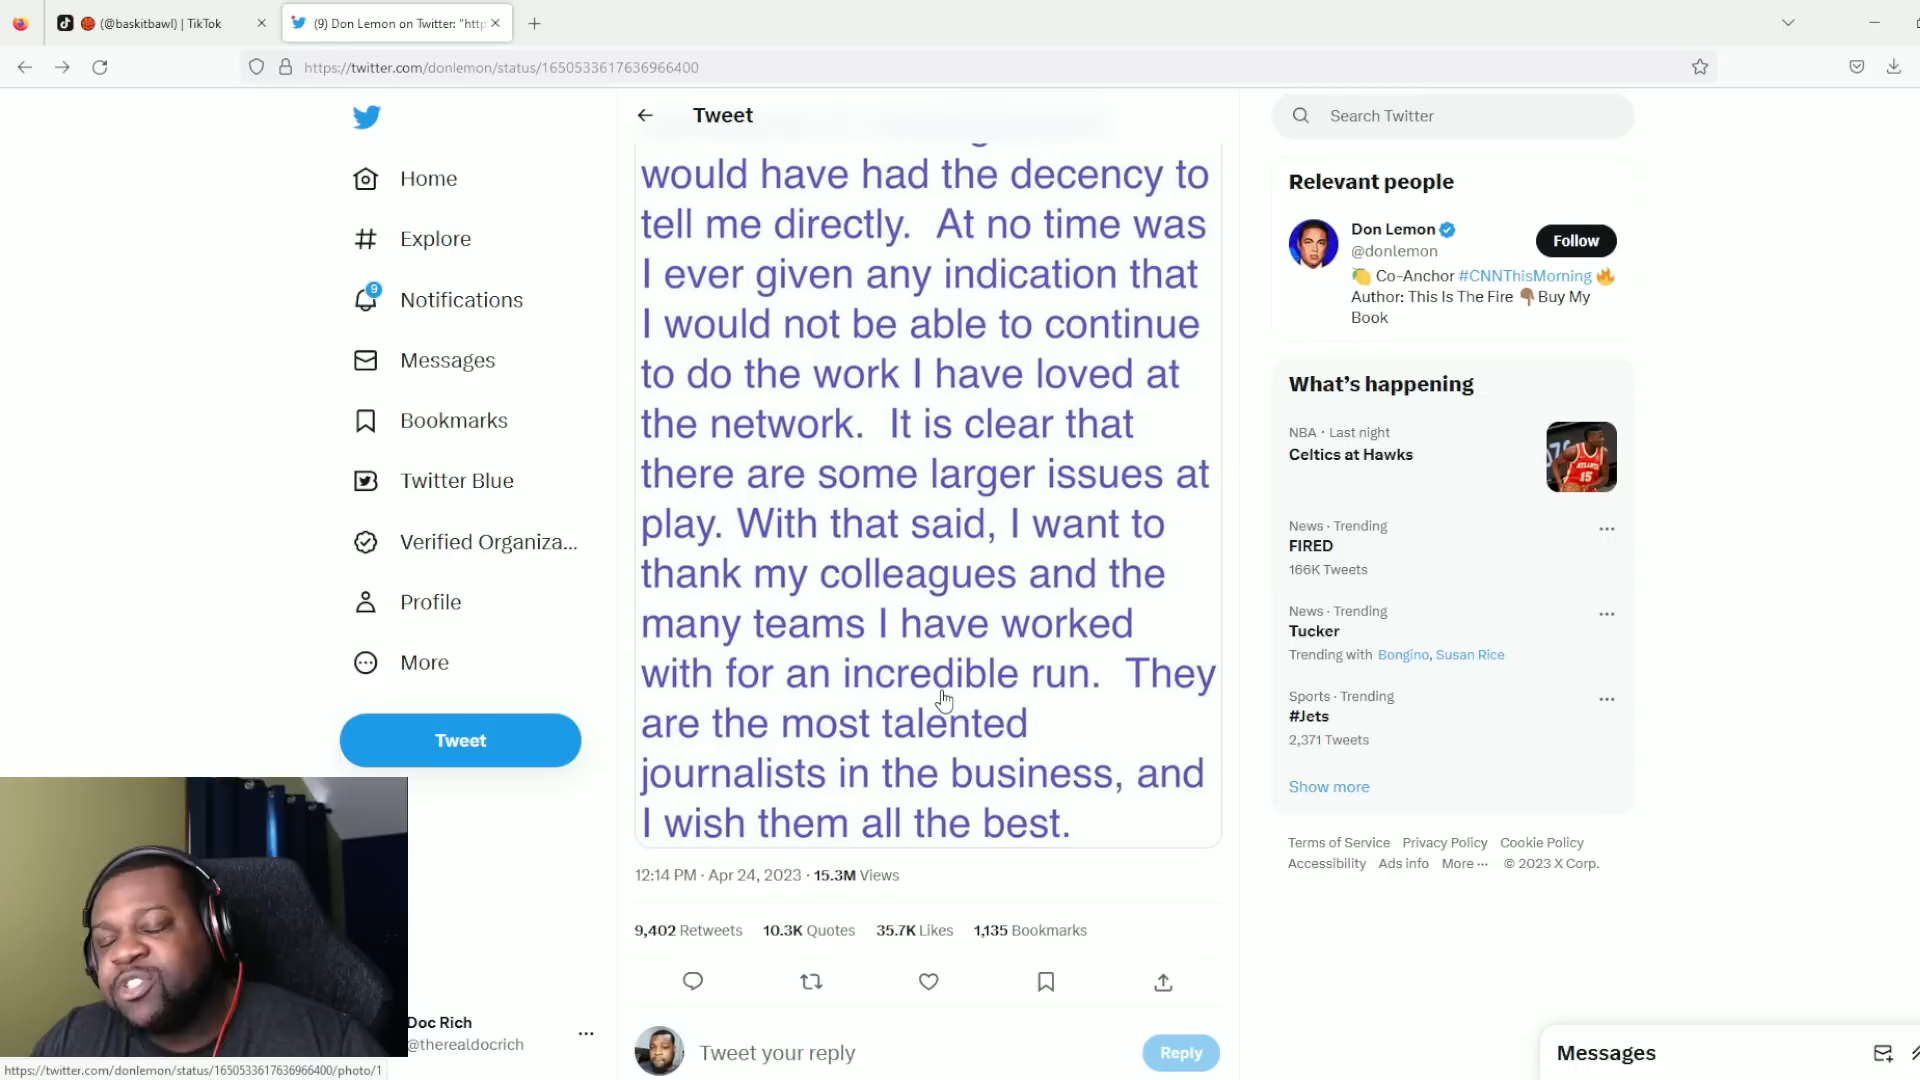 (@baskitbawl) | TikTok
(9) Don Lemon on Twitter: "http
https://twitter.com/donlemon/status/1650533617636966400
Home
Explore
9
Notifications
Messages
Bookmarks
Twitter Blue
Verified Organiza...
Profile
More
Tweet
Doc Rich
@therealdocrich
https://twitter.com/donlemon/status/1650533617636966400/photo/1
Tweet
would have had the decency to
tell me directly. At no time was
I ever given any indication that
I would not be able to continue
to do the work I have loved at
the network. It is clear that
there are some larger issues at
play. With that said, I want to
thank my colleagues and the
many teams I have worked
with for an incredible run. They
are the most talented
journalists in the business, and
I wish them all the best.
12:14 PM · Apr 24, 2023 · 15.3M Views
9,402 Retweets 10.3K Quotes 35.7K Likes 1,135 Bookmarks
Tweet your reply
Reply
Search Twitter
Relevant people
Don Lemon
@donlemon
Follow
Co-Anchor #CNNThisMorning
Author: This Is The Fire Buy My
Book
What's happening
NBA · Last night
Celtics at Hawks
ATLANTA
15
News · Trending
FIRED
166K Tweets
News · Trending
Tucker
Trending with Bongino, Susan Rice
Sports · Trending
#Jets
2,371 Tweets
Show more
Terms of Service Privacy Policy Cookie Policy
Accessibility Ads info More ··· © 2023 X Corp.
Messages